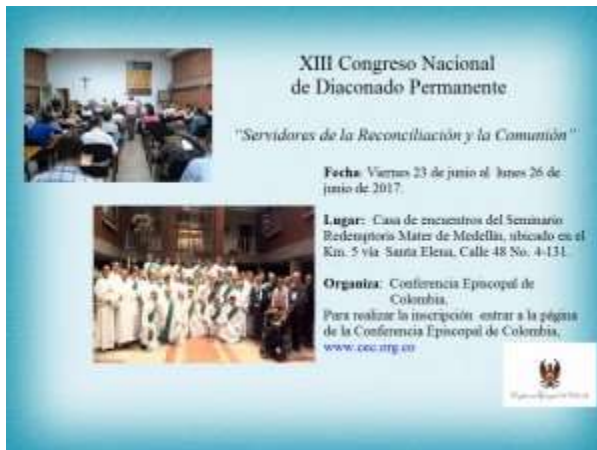 XIII Congreso Nacional
de Diaconado Permanente
"Servidores de la Reconciliación y la Comunión"
Fecha: Viernes 23 de junio al lunes 26 de
junio de 2017.
Lugar: Casa de encuentros del Seminario
Redemptoris Mater de Medellín, ubicado en el
Km. 5 vía Santa Elena, Calle 48 No. 4-131.
Organiza: Conferencia Episcopal de
Colombia.
Para realizar la inscripción entrar a la página
de la Conferencia Episcopal de Colombia,
www.cec.org.co